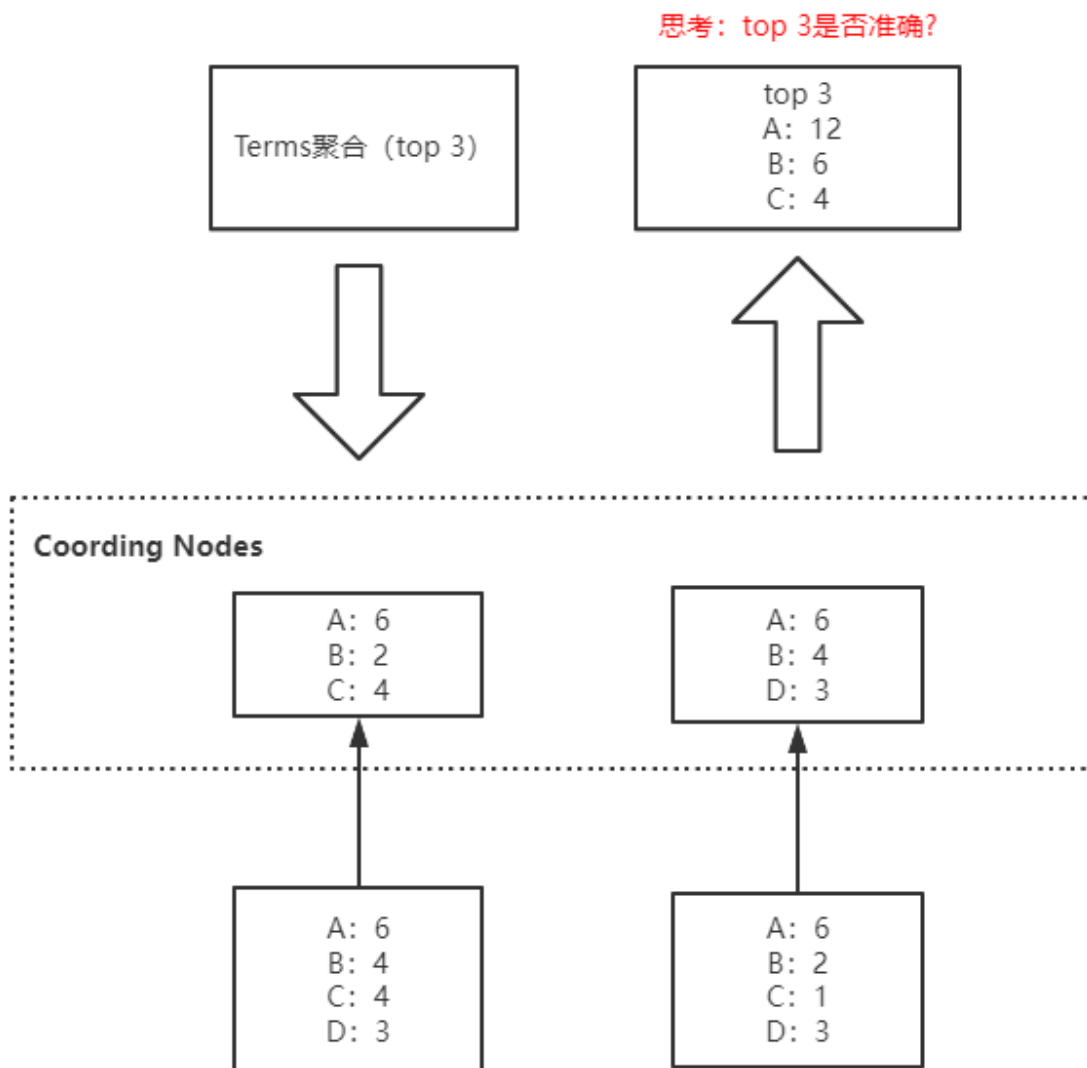 思考：top 3是否准确?
Terms聚合（top 3）
top 3
A：12
B：6
C：4
Coording Nodes
A：6
B：2
C：4
A：6
B：4
D：3
A：6
B：4
C：4
D：3
A：6
B：2
C：1
D：3